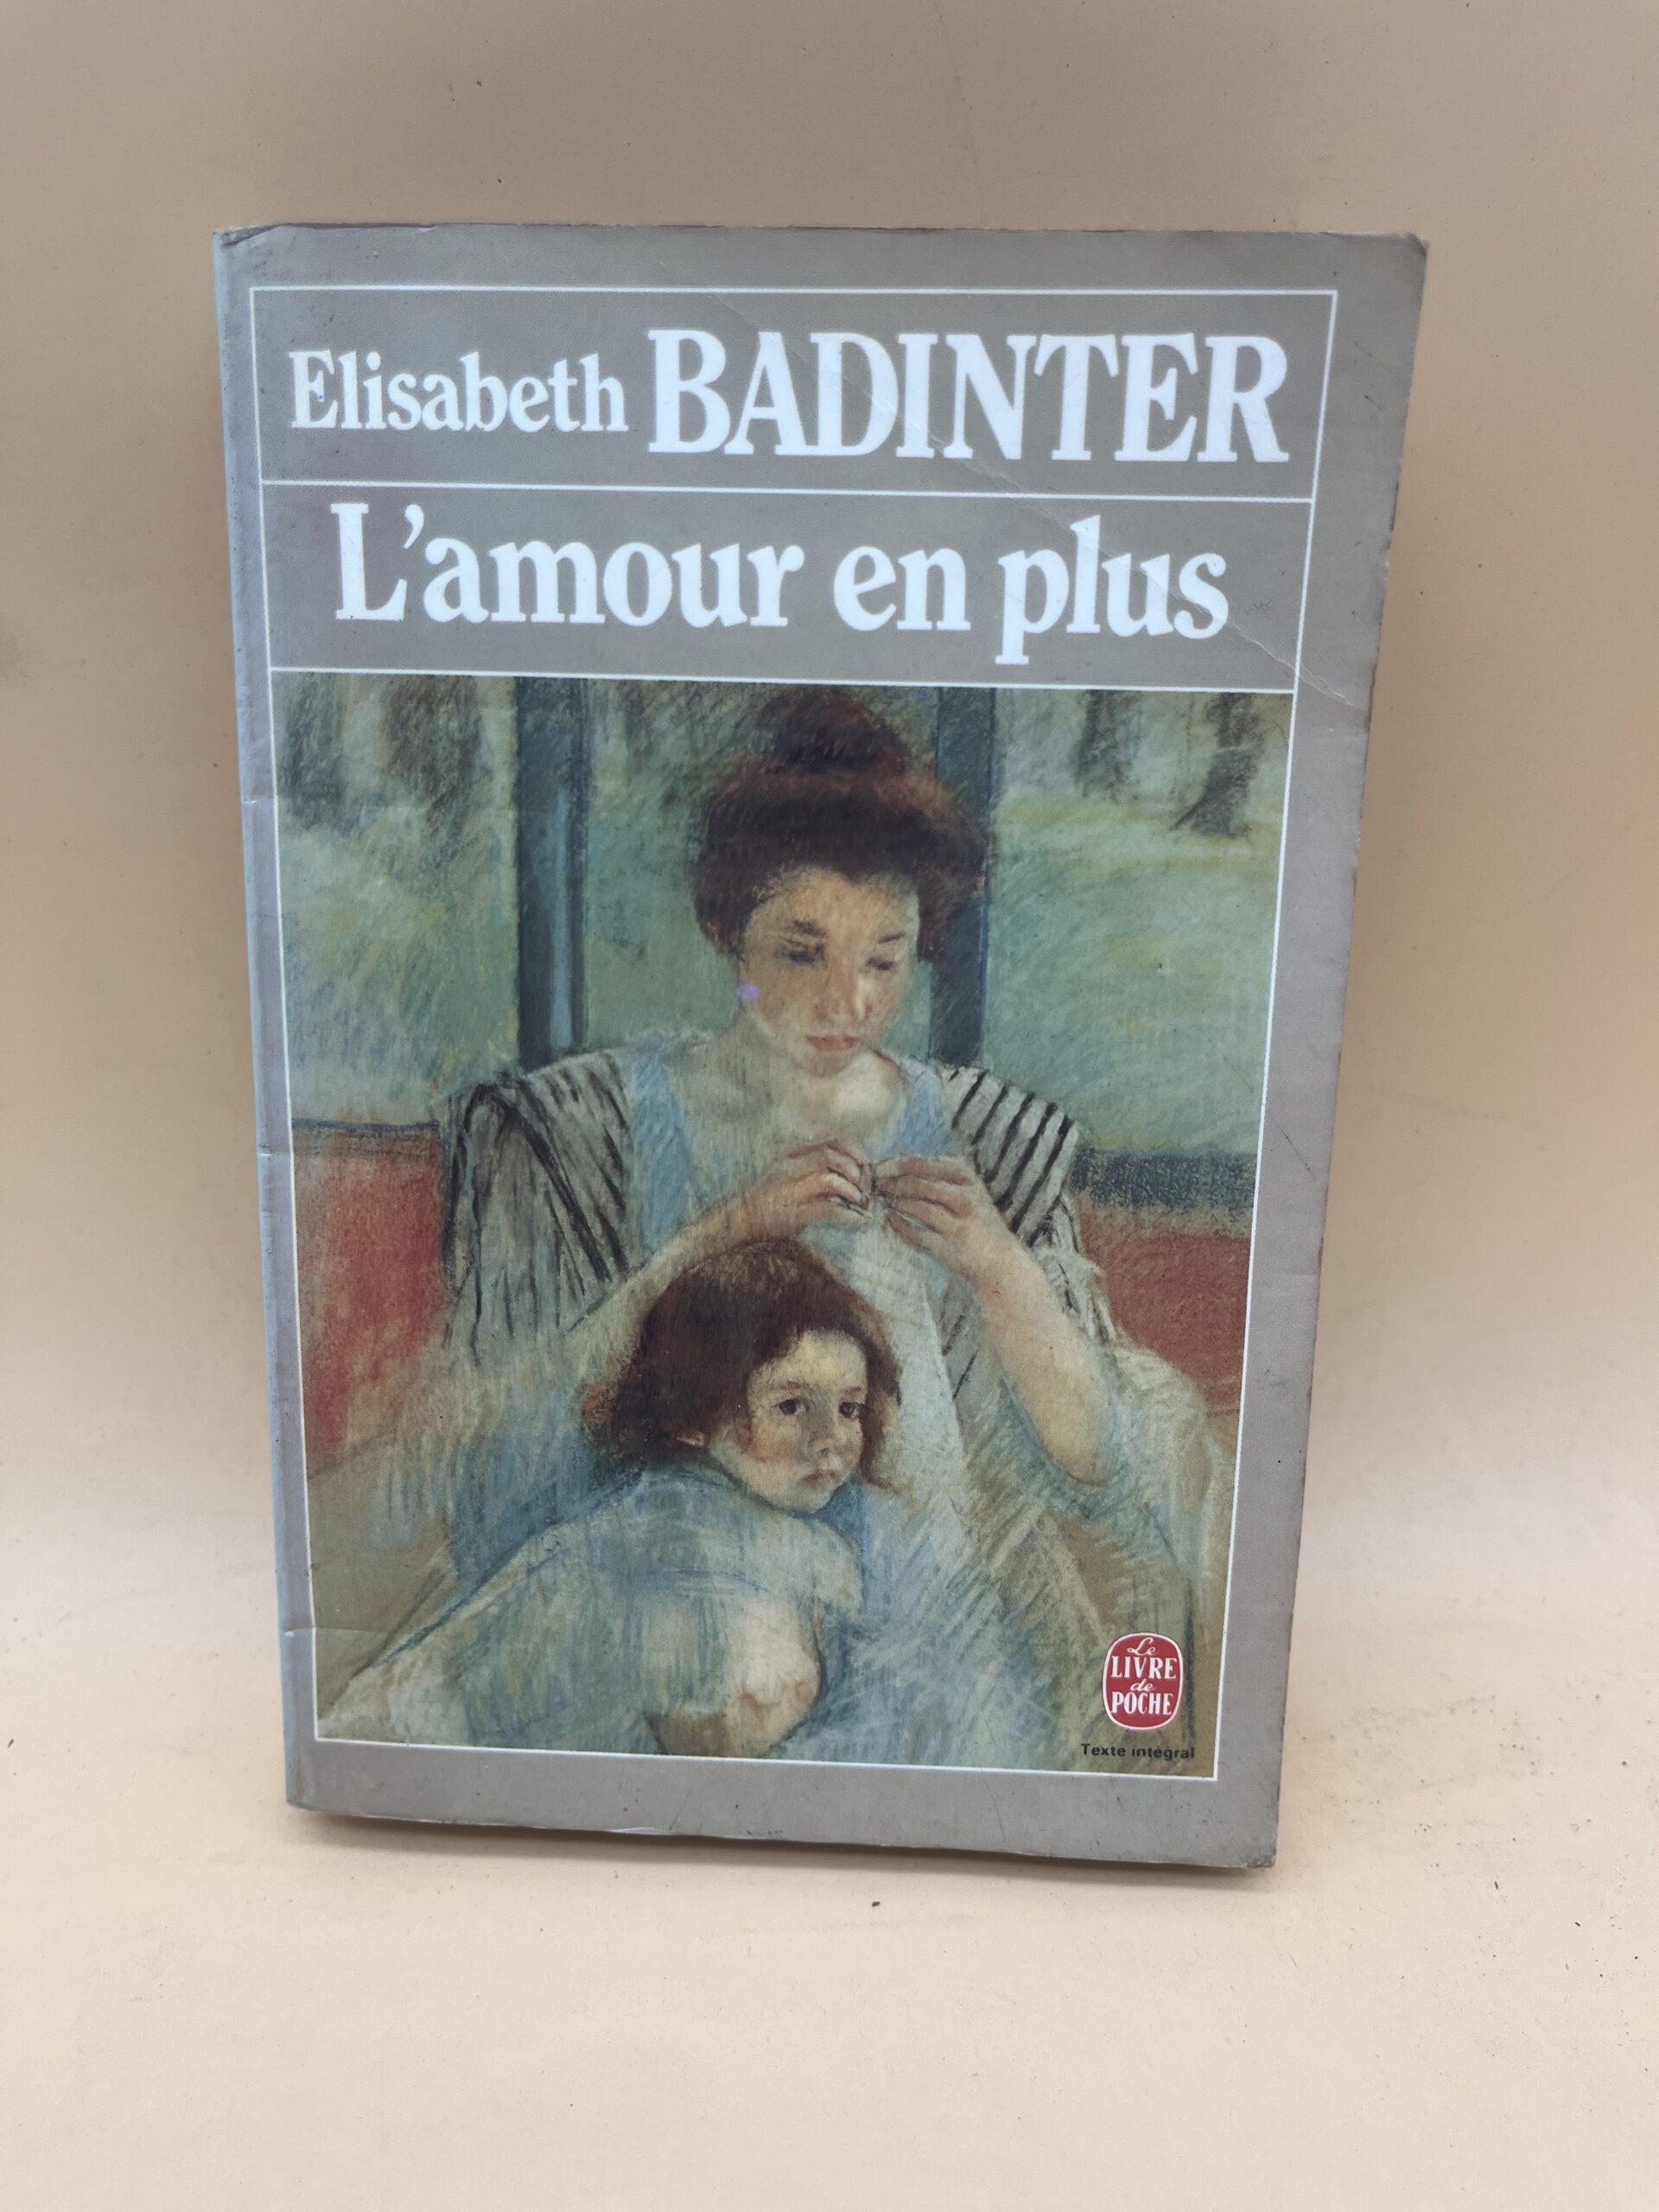 Elisabeth BADINTER
L'amour en plus
Le
LIVRE
de
POCHE
Texte intégral